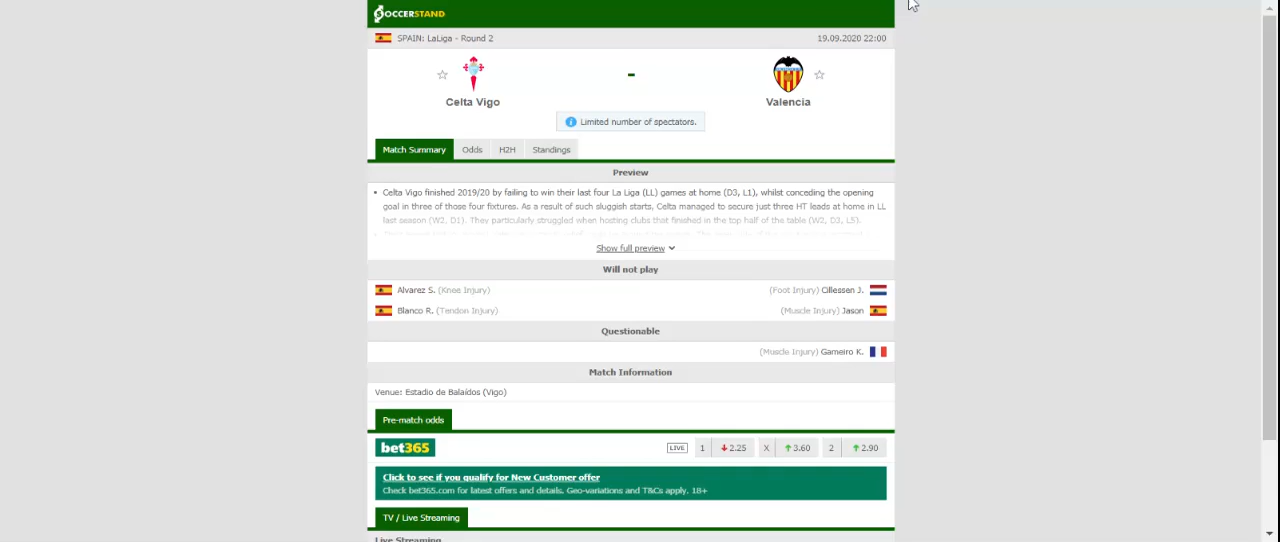 SOCCERSTAND
SPAIN: LaLiga - Round 2 19.09.2020 22:00
-
Celta Vigo Valencia
Limited number of spectators.
Match Summary Odds H2H Standings
Preview
Celta Vigo finished 2019/20 by failing to win their last four La Liga (LL) games at home (D3, L1), whilst conceding the opening
goal in three of those four fixtures. As a result of such sluggish starts, Celta managed to secure just three HT leads at home in LL
last season (W2, D1). They particularly struggled when hosting clubs that finished in the top half of the table (W2, D3, L5).
Show full preview
Will not play
Alvarez S. (Knee Injury) (Foot Injury) Cillessen J.
Blanco R. (Tendon Injury) (Muscle Injury) Jason
Questionable
(Muscle Injury) Gameiro K.
Match Information
Venue: Estadio de Balaídos (Vigo)
Pre-match odds
bet365 LIVE 1 2.25 X 3.60 2 2.90
Click to see if you qualify for New Customer offer
Check bet365.com for latest offers and details. Geo-variations and T&Cs apply. 18+
TV / Live Streaming
Live Streaming